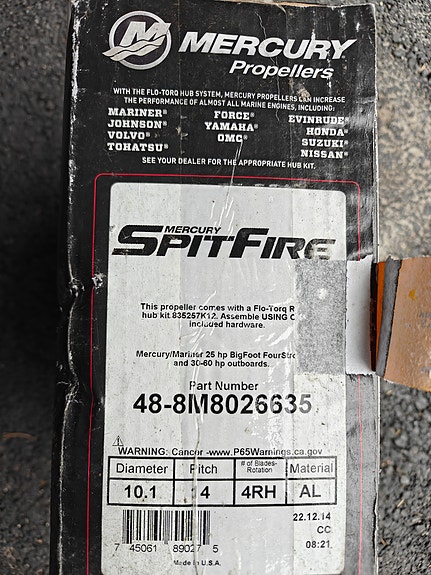 MERCURY
Propellers
WITH THE FLO-TORQ HUB SYSTEM, MERCURY PROPELLERS CAN INCREASE
THE PERFORMANCE OF ALMOST ALL MARINE ENGINES, INCLUDING:
MARINER® FORCE® EVINRUDE®
JOHNSON® YAMAHA® HONDA®
VOLVO® OMC® SUZUKI®
TOHATSU® NISSAN®
SEE YOUR DEALER FOR THE APPROPRIATE HUB KIT.
MERCURY
SPITFIRE
This propeller comes with a Flo-Torq R
hub kit 835257K12. Assemble USING O
included hardware.
Mercury/Mariner 25 hp BigFoot FourStro
and 30-60 hp outboards.
Part Number
48-8M8026635
WARNING: Cancer -www.P65Warnings.ca.gov
Diameter Pitch # of Blades- Material
Rotation
10.1 4 4RH AL
22.12.14
CC
08:21
7 45061 89027 5
Made in U.S.A.